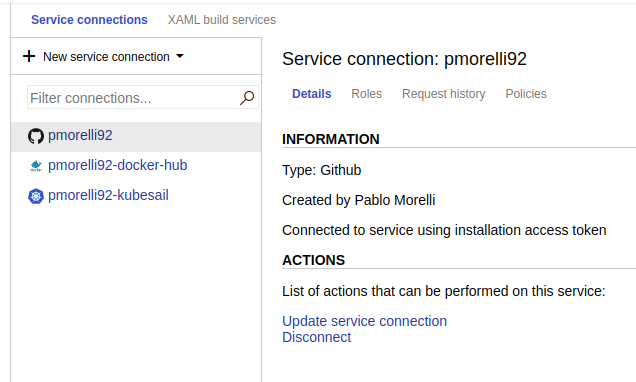 Service connections XAML build services
+ New service connection
Filter connections...
pmorelli92
pmorelli92-docker-hub
pmorelli92-kubesail
Service connection: pmorelli92
Details Roles Request history Policies
INFORMATION
Type: Github
Created by Pablo Morelli
Connected to service using installation access token
ACTIONS
List of actions that can be performed on this service:
Update service connection
Disconnect